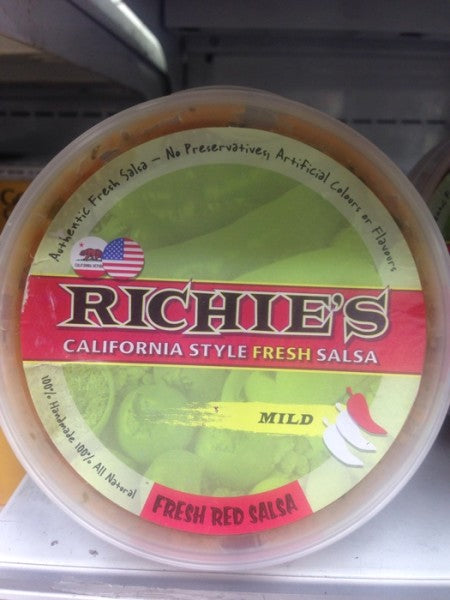 Authentic Fresh Salsa – No Preservatives, Artificial Colours or Flavours
RICHIE'S
CALIFORNIA STYLE FRESH SALSA
MILD
100% Handmade 100% All Natural
FRESH RED SALSA